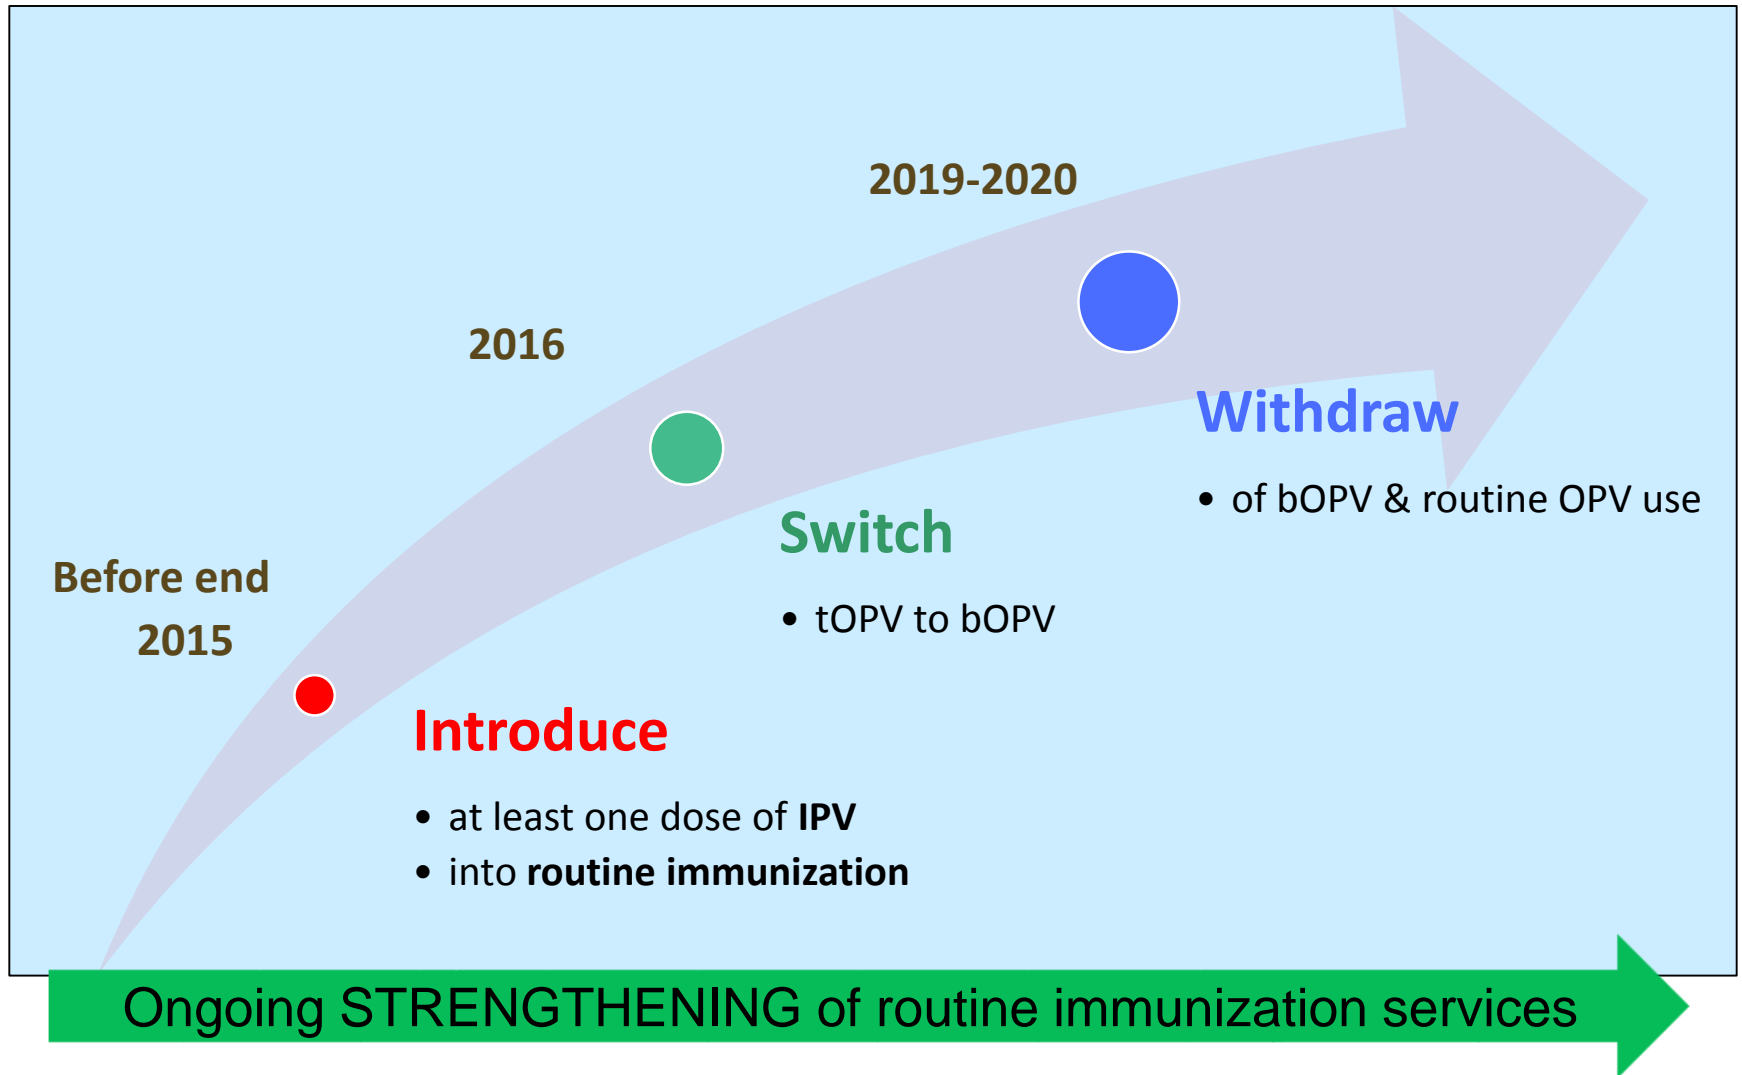 Before end
2015
Introduce
• at least one dose of IPV
• into routine immunization
2016
Switch
• tOPV to bOPV
2019-2020
Withdraw
• of bOPV & routine OPV use
Ongoing STRENGTHENING of routine immunization services